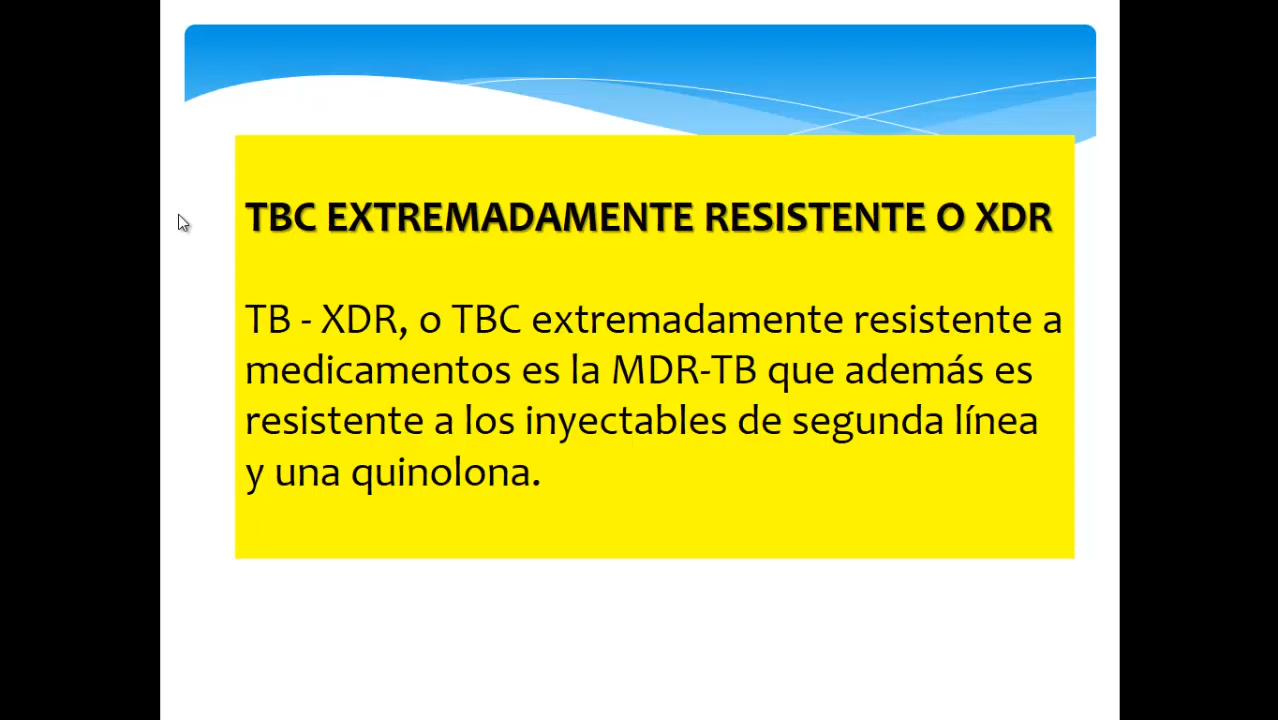 TBC EXTREMADAMENTE RESISTENTE O XDR
TB - XDR, o TBC extremadamente resistente a
medicamentos es la MDR-TB que además es
resistente a los inyectables de segunda línea
y una quinolona.